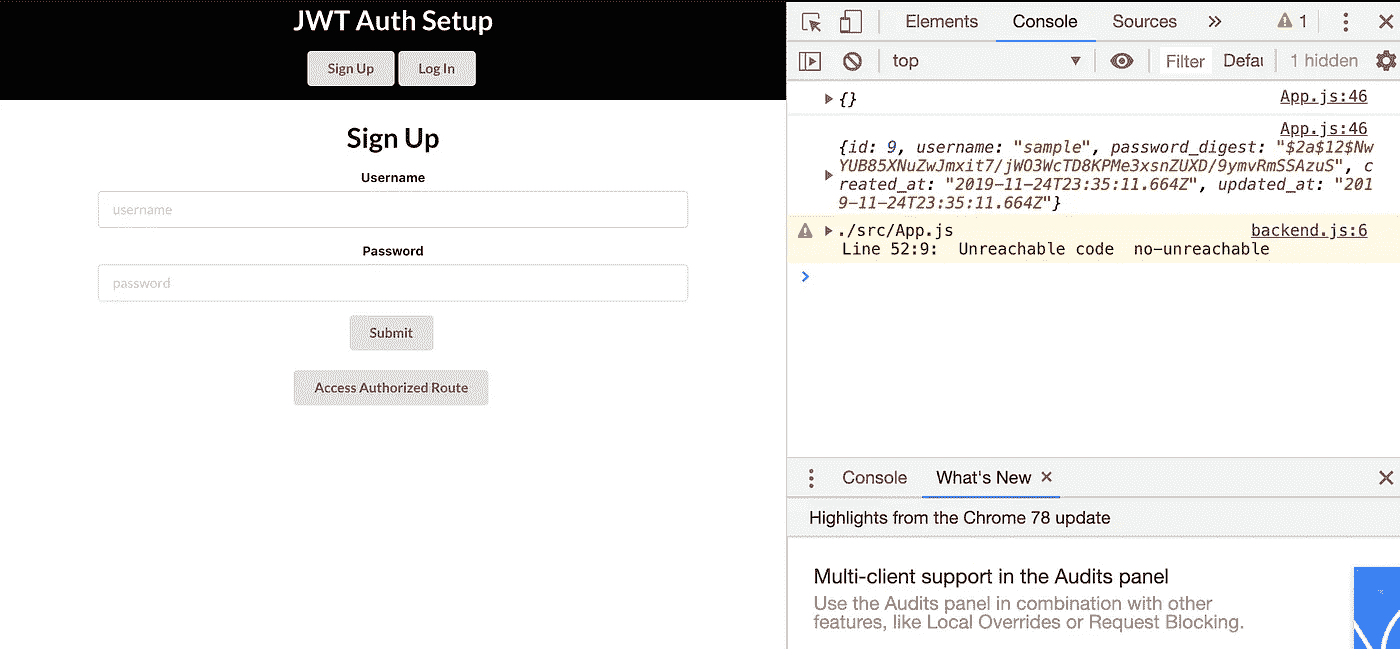 JWT Auth Setup
Sign Up Log In
Sign Up
Username
username
Password
password
Submit
Access Authorized Route
Elements Console Sources » 1
top ▼ Filter Defau 1 hidden
{} App.js:46
App.js:46
{id: 9, username: "sample", password_digest: "$2a$12$Nw
YUB85XNuZwJmxit7/jWO3WcTD8KPMe3xsnZUXD/9ymvRmSSAzuS", c
reated_at: "2019-11-24T23:35:11.664Z", updated_at: "201
9-11-24T23:35:11.664Z"}
./src/App.js backend.js:6
Line 52:9: Unreachable code no-unreachable
Console What's New ×
Highlights from the Chrome 78 update
Multi-client support in the Audits panel
Use the Audits panel in combination with other
features, like Local Overrides or Request Blocking.